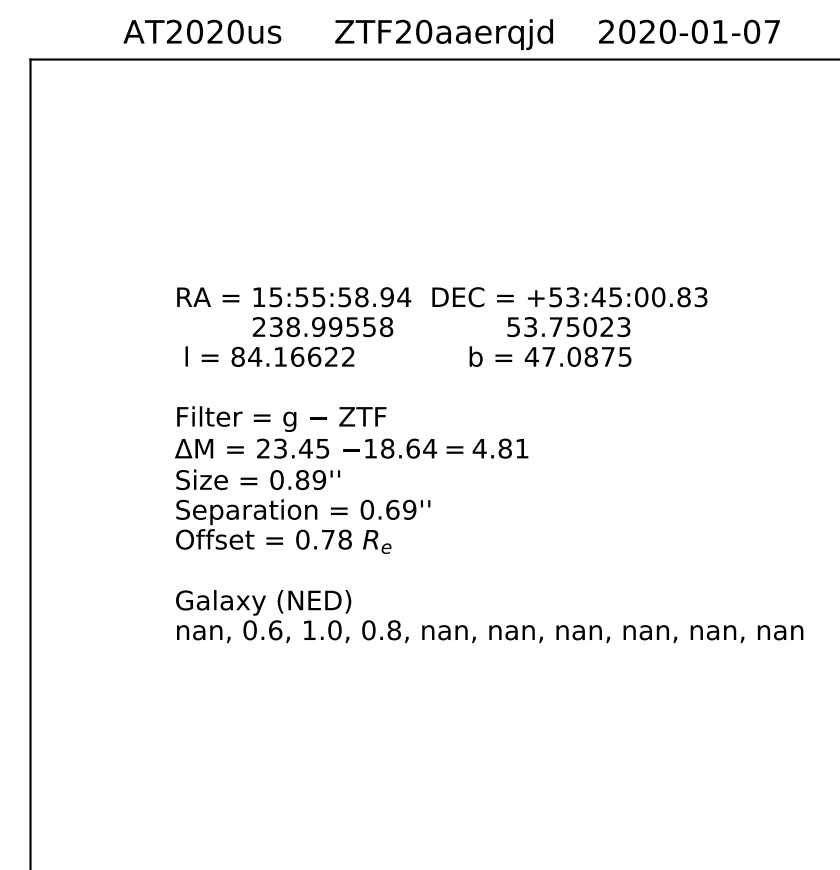 AT2020us ZTF20aaerqjd 2020-01-07
RA = 15:55:58.94 DEC = +53:45:00.83
238.99558 53.75023
l = 84.16622 b = 47.0875
Filter = g − ZTF
ΔM = 23.45 −18.64 = 4.81
Size = 0.89''
Separation = 0.69''
Offset = 0.78 Re
Galaxy (NED)
nan, 0.6, 1.0, 0.8, nan, nan, nan, nan, nan, nan